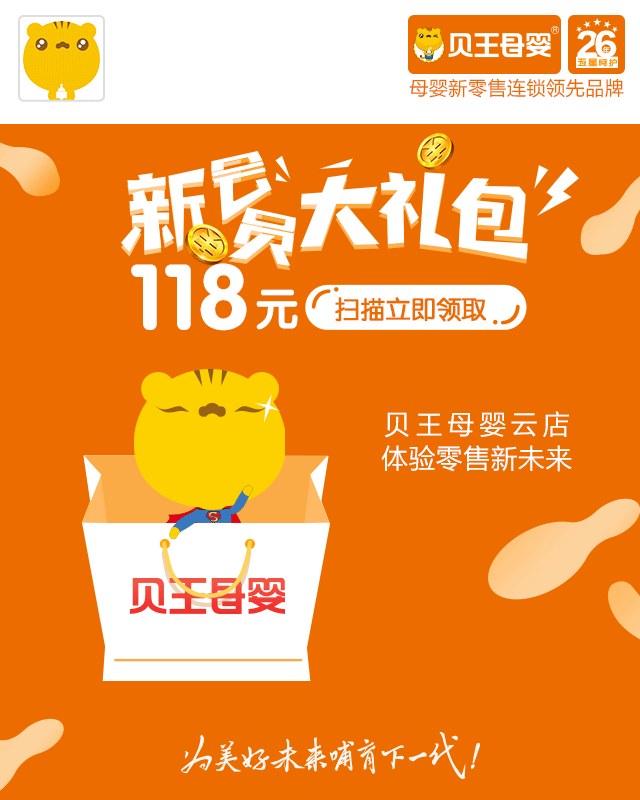 贝王母婴®
26年
五星呵护
母婴新零售连锁领先品牌
新会员大礼包
118元 扫描立即领取
贝王母婴云店
体验零售新未来
S
贝王母婴
为美好未来哺育下一代！